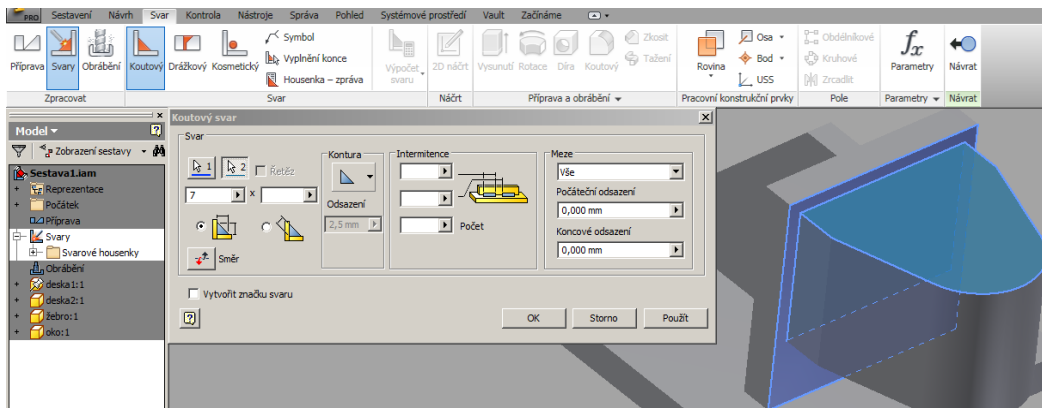 PRO Sestavení Návrh Svar Kontrola Nástroje Správa Pohled Systémové prostředí Vault Začínáme
Příprava Svary Obrábění Koutový Drážkový Kosmetický
Symbol
Vyplnění konce
Housenka – zpráva
Výpočet svaru
2D náčrt Vysunutí Rotace Díra Koutový
Zkosit
Tažení
Rovina
Osa
Bod
USS
Obdélníkové
Kruhové
Zrcadlit
fx
Parametry
Návrat
Zpracovat Svar Náčrt Příprava a obrábění Pracovní konstrukční prvky Pole Parametry Návrat
Model
Zobrazení sestavy
Sestava1.iam
Reprezentace
Počátek
Příprava
Svary
Svarové housenky
Obrábění
deska1:1
deska2:1
žebro:1
oko:1
Koutový svar
Svar
1 2 Řetěz
7 x
Směr
Kontura
Odsazení
2,5 mm
Intermitence
Počet
Meze
Vše
Počáteční odsazení
0,000 mm
Koncové odsazení
0,000 mm
Vytvořit značku svaru
OK Storno Použít